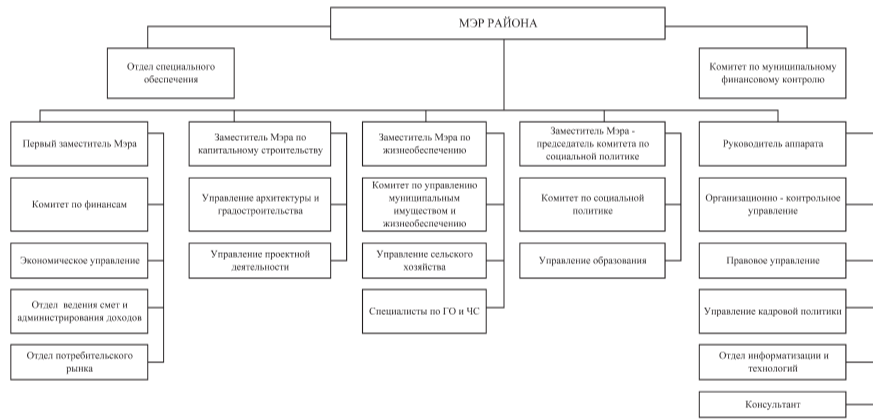 МЭР РАЙОНА
Отдел специального
обеспечения
Комитет по муниципальному
финансовому контролю
Первый заместитель Мэра
Заместитель Мэра по
капитальному строительству
Заместитель Мэра по
жизнеобеспечению
Заместитель Мэра -
председатель комитета по
социальной политике
Руководитель аппарата
Комитет по финансам
Управление архитектуры и
градостроительства
Комитет по управлению
муниципальным
имуществом и
жизнеобеспечению
Комитет по социальной
политике
Организационно - контрольное
управление
Экономическое управление
Управление проектной
деятельности
Управление сельского
хозяйства
Управление образования
Правовое управление
Отдел ведения смет и
администрирования доходов
Специалисты по ГО и ЧС
Управление кадровой политики
Отдел потребительского
рынка
Отдел информатизации и
технологий
Консультант